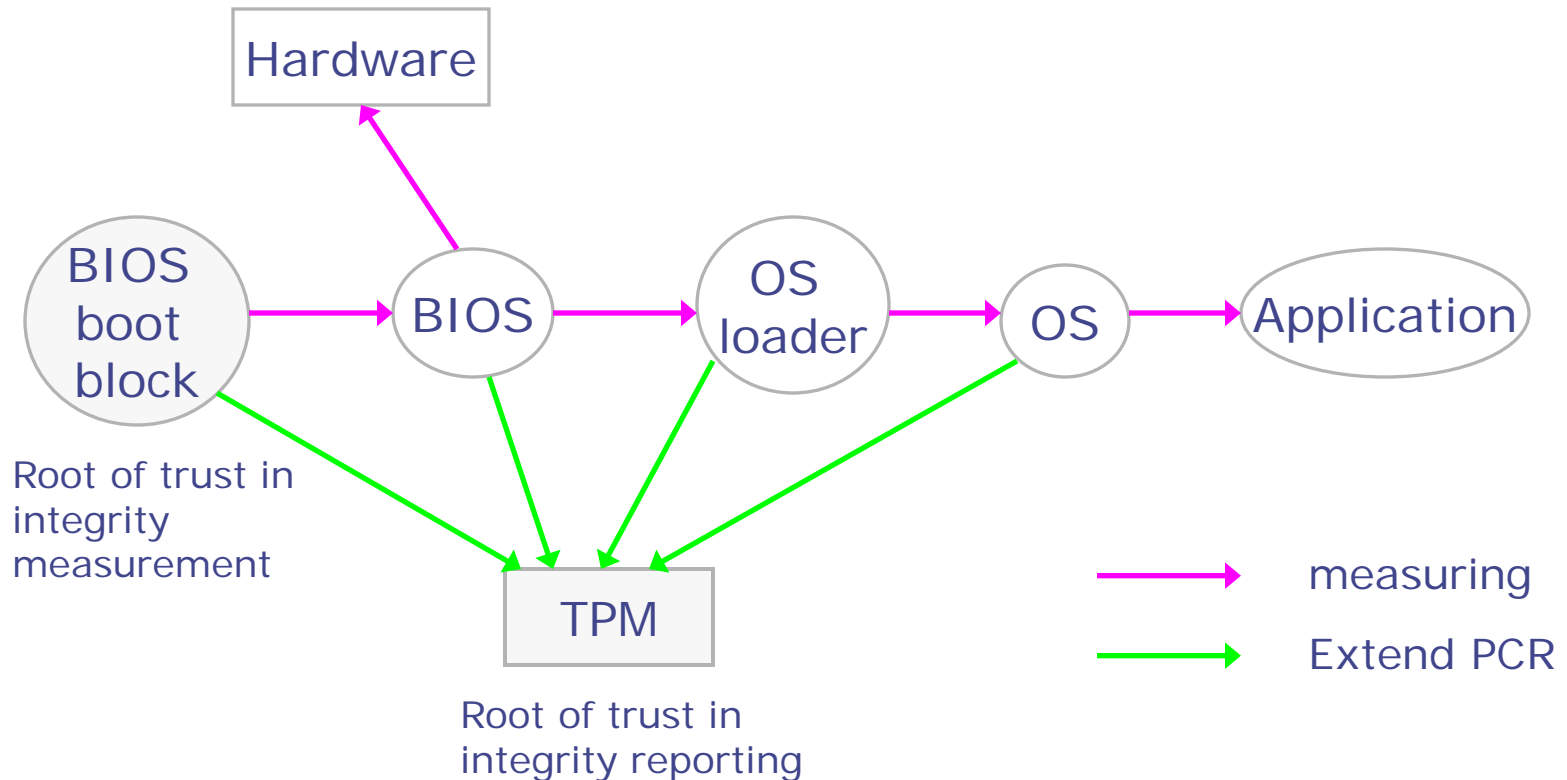 Hardware
BIOS
boot
block
BIOS
OS
loader
OS
Application
Root of trust in
integrity
measurement
TPM
Root of trust in
integrity reporting
measuring
Extend PCR